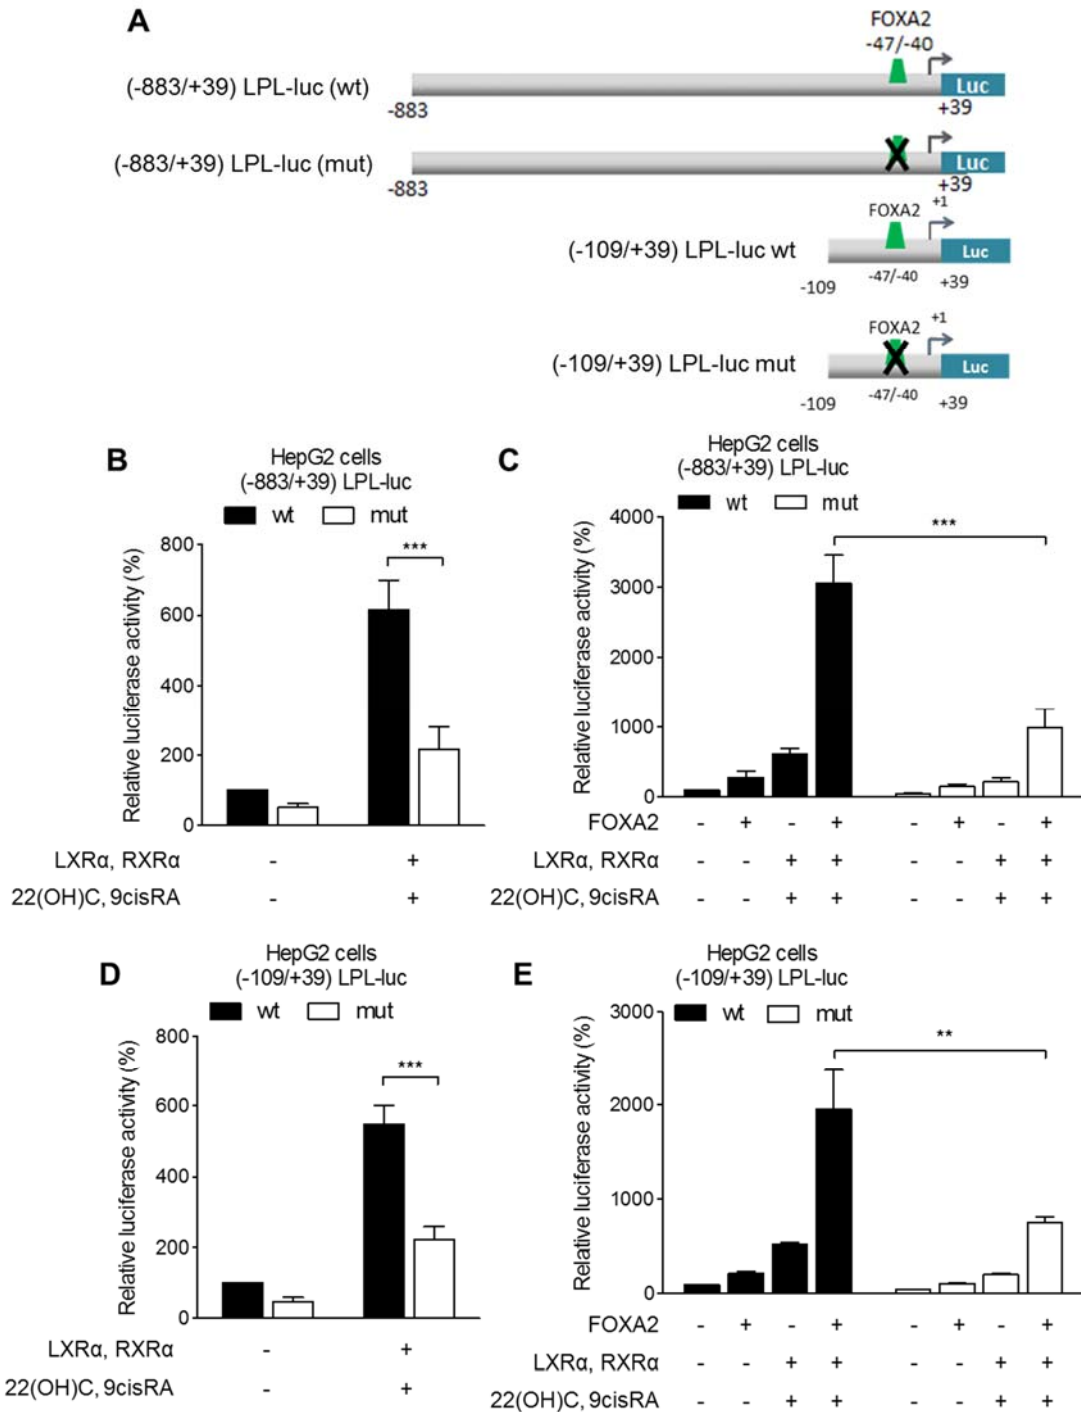 A
FOXA2
-47/-40
(-883/+39) LPL-luc (wt)
Luc
-883
+39
(-883/+39) LPL-luc (mut)
Luc
-883
+39
+1
FOXA2
(-109/+39) LPL-luc wt
Luc
-109
-47/-40
+39
+1
FOXA2
(-109/+39) LPL-luc mut
Luc
-109
-47/-40
+39
B
HepG2 cells
(-883/+39) LPL-luc
wt mut
Relative luciferase activity (%)
800
600
400
200
0
***
LXRα, RXRα - +
22(OH)C, 9cisRA - +
C
HepG2 cells
(-883/+39) LPL-luc
wt mut
Relative luciferase activity (%)
4000
3000
2000
1000
0
***
FOXA2 - + - + - + - +
LXRα, RXRα - - + + - - + +
22(OH)C, 9cisRA - - + + - - + +
D
HepG2 cells
(-109/+39) LPL-luc
wt mut
Relative luciferase activity (%)
800
600
400
200
0
***
LXRα, RXRα - +
22(OH)C, 9cisRA - +
E
HepG2 cells
(-109/+39) LPL-luc
wt mut
Relative luciferase activity (%)
3000
2000
1000
0
**
FOXA2 - + - + - + - +
LXRα, RXRα - - + + - - + +
22(OH)C, 9cisRA - - + + - - + +